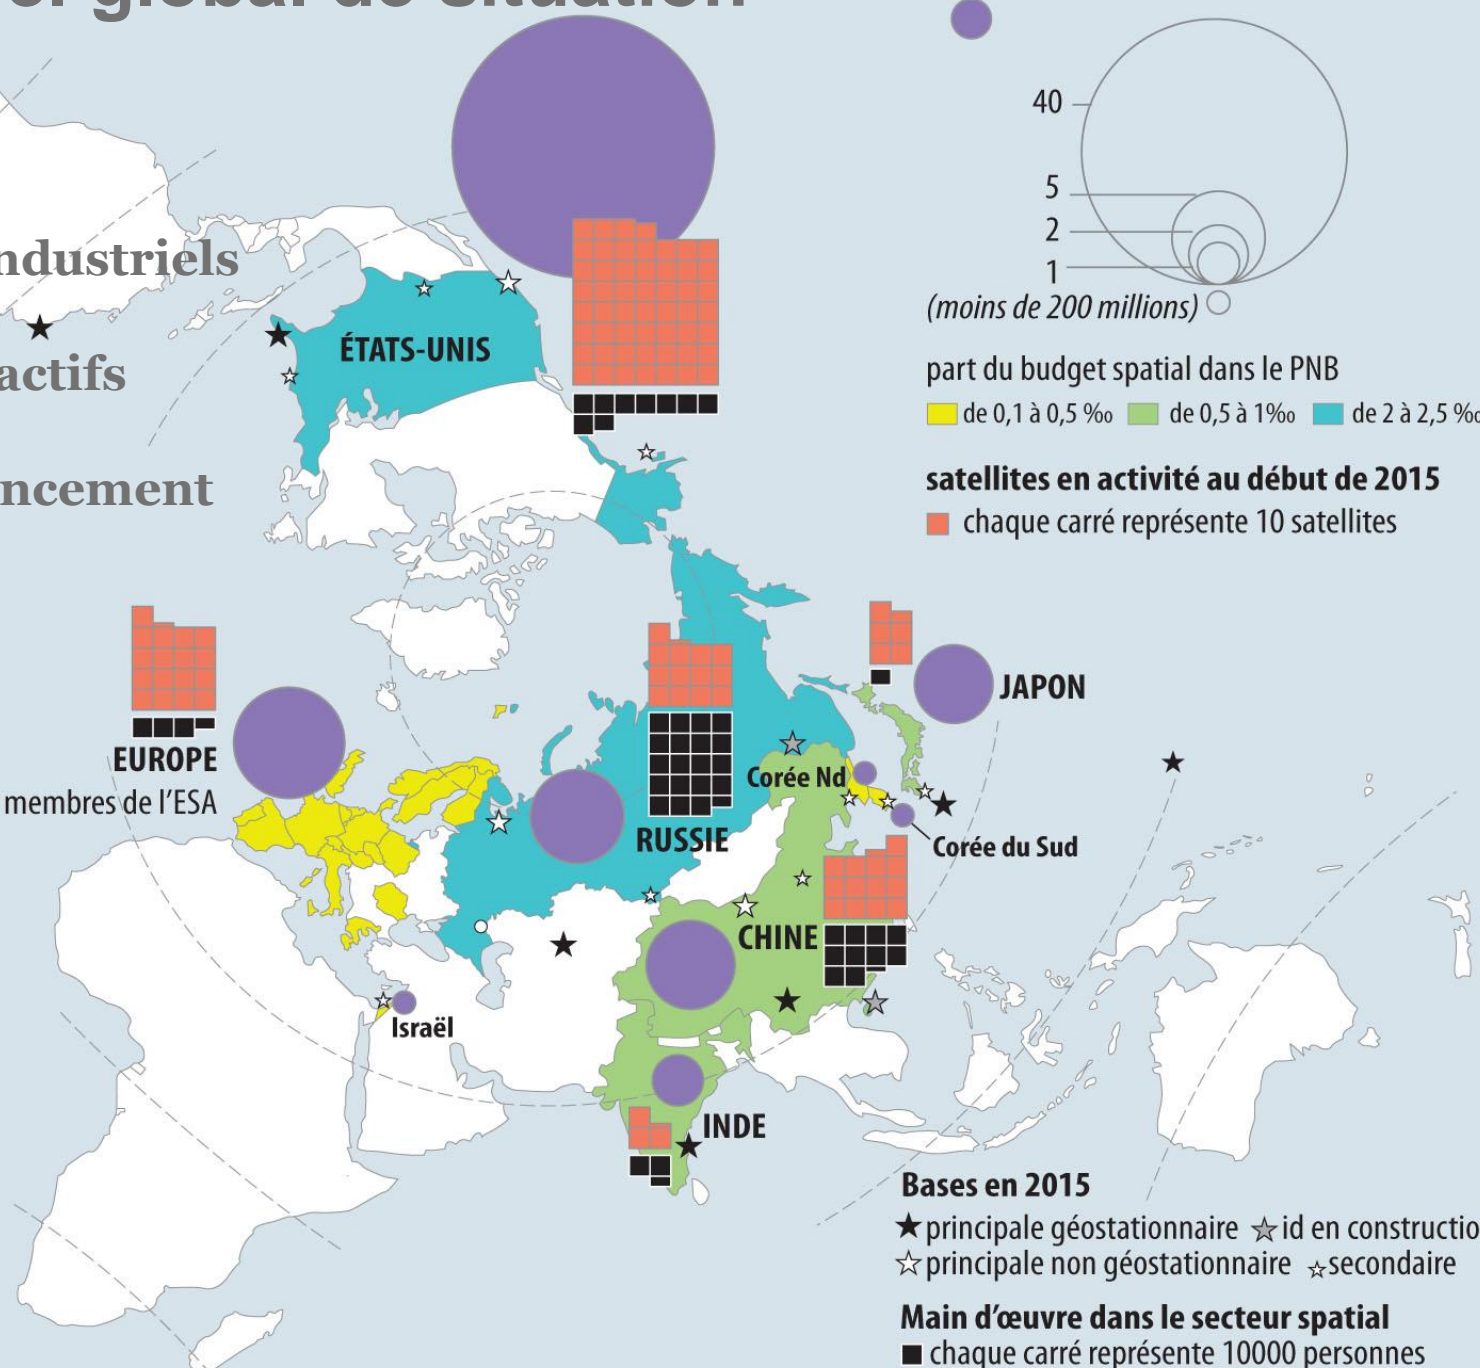 global de situation
ndustriels
actifs
ncement
40
5
2
1
(moins de 200 millions)
part du budget spatial dans le PNB
de 0,1 à 0,5 ‰
de 0,5 à 1‰
de 2 à 2,5 ‰
satellites en activité au début de 2015
chaque carré représente 10 satellites
ÉTATS-UNIS
EUROPE
membres de l’ESA
RUSSIE
JAPON
Corée Nd
Corée du Sud
CHINE
Israël
INDE
Bases en 2015
principale géostationnaire
id en constructio
principale non géostationnaire
secondaire
Main d’œuvre dans le secteur spatial
chaque carré représente 10000 personnes